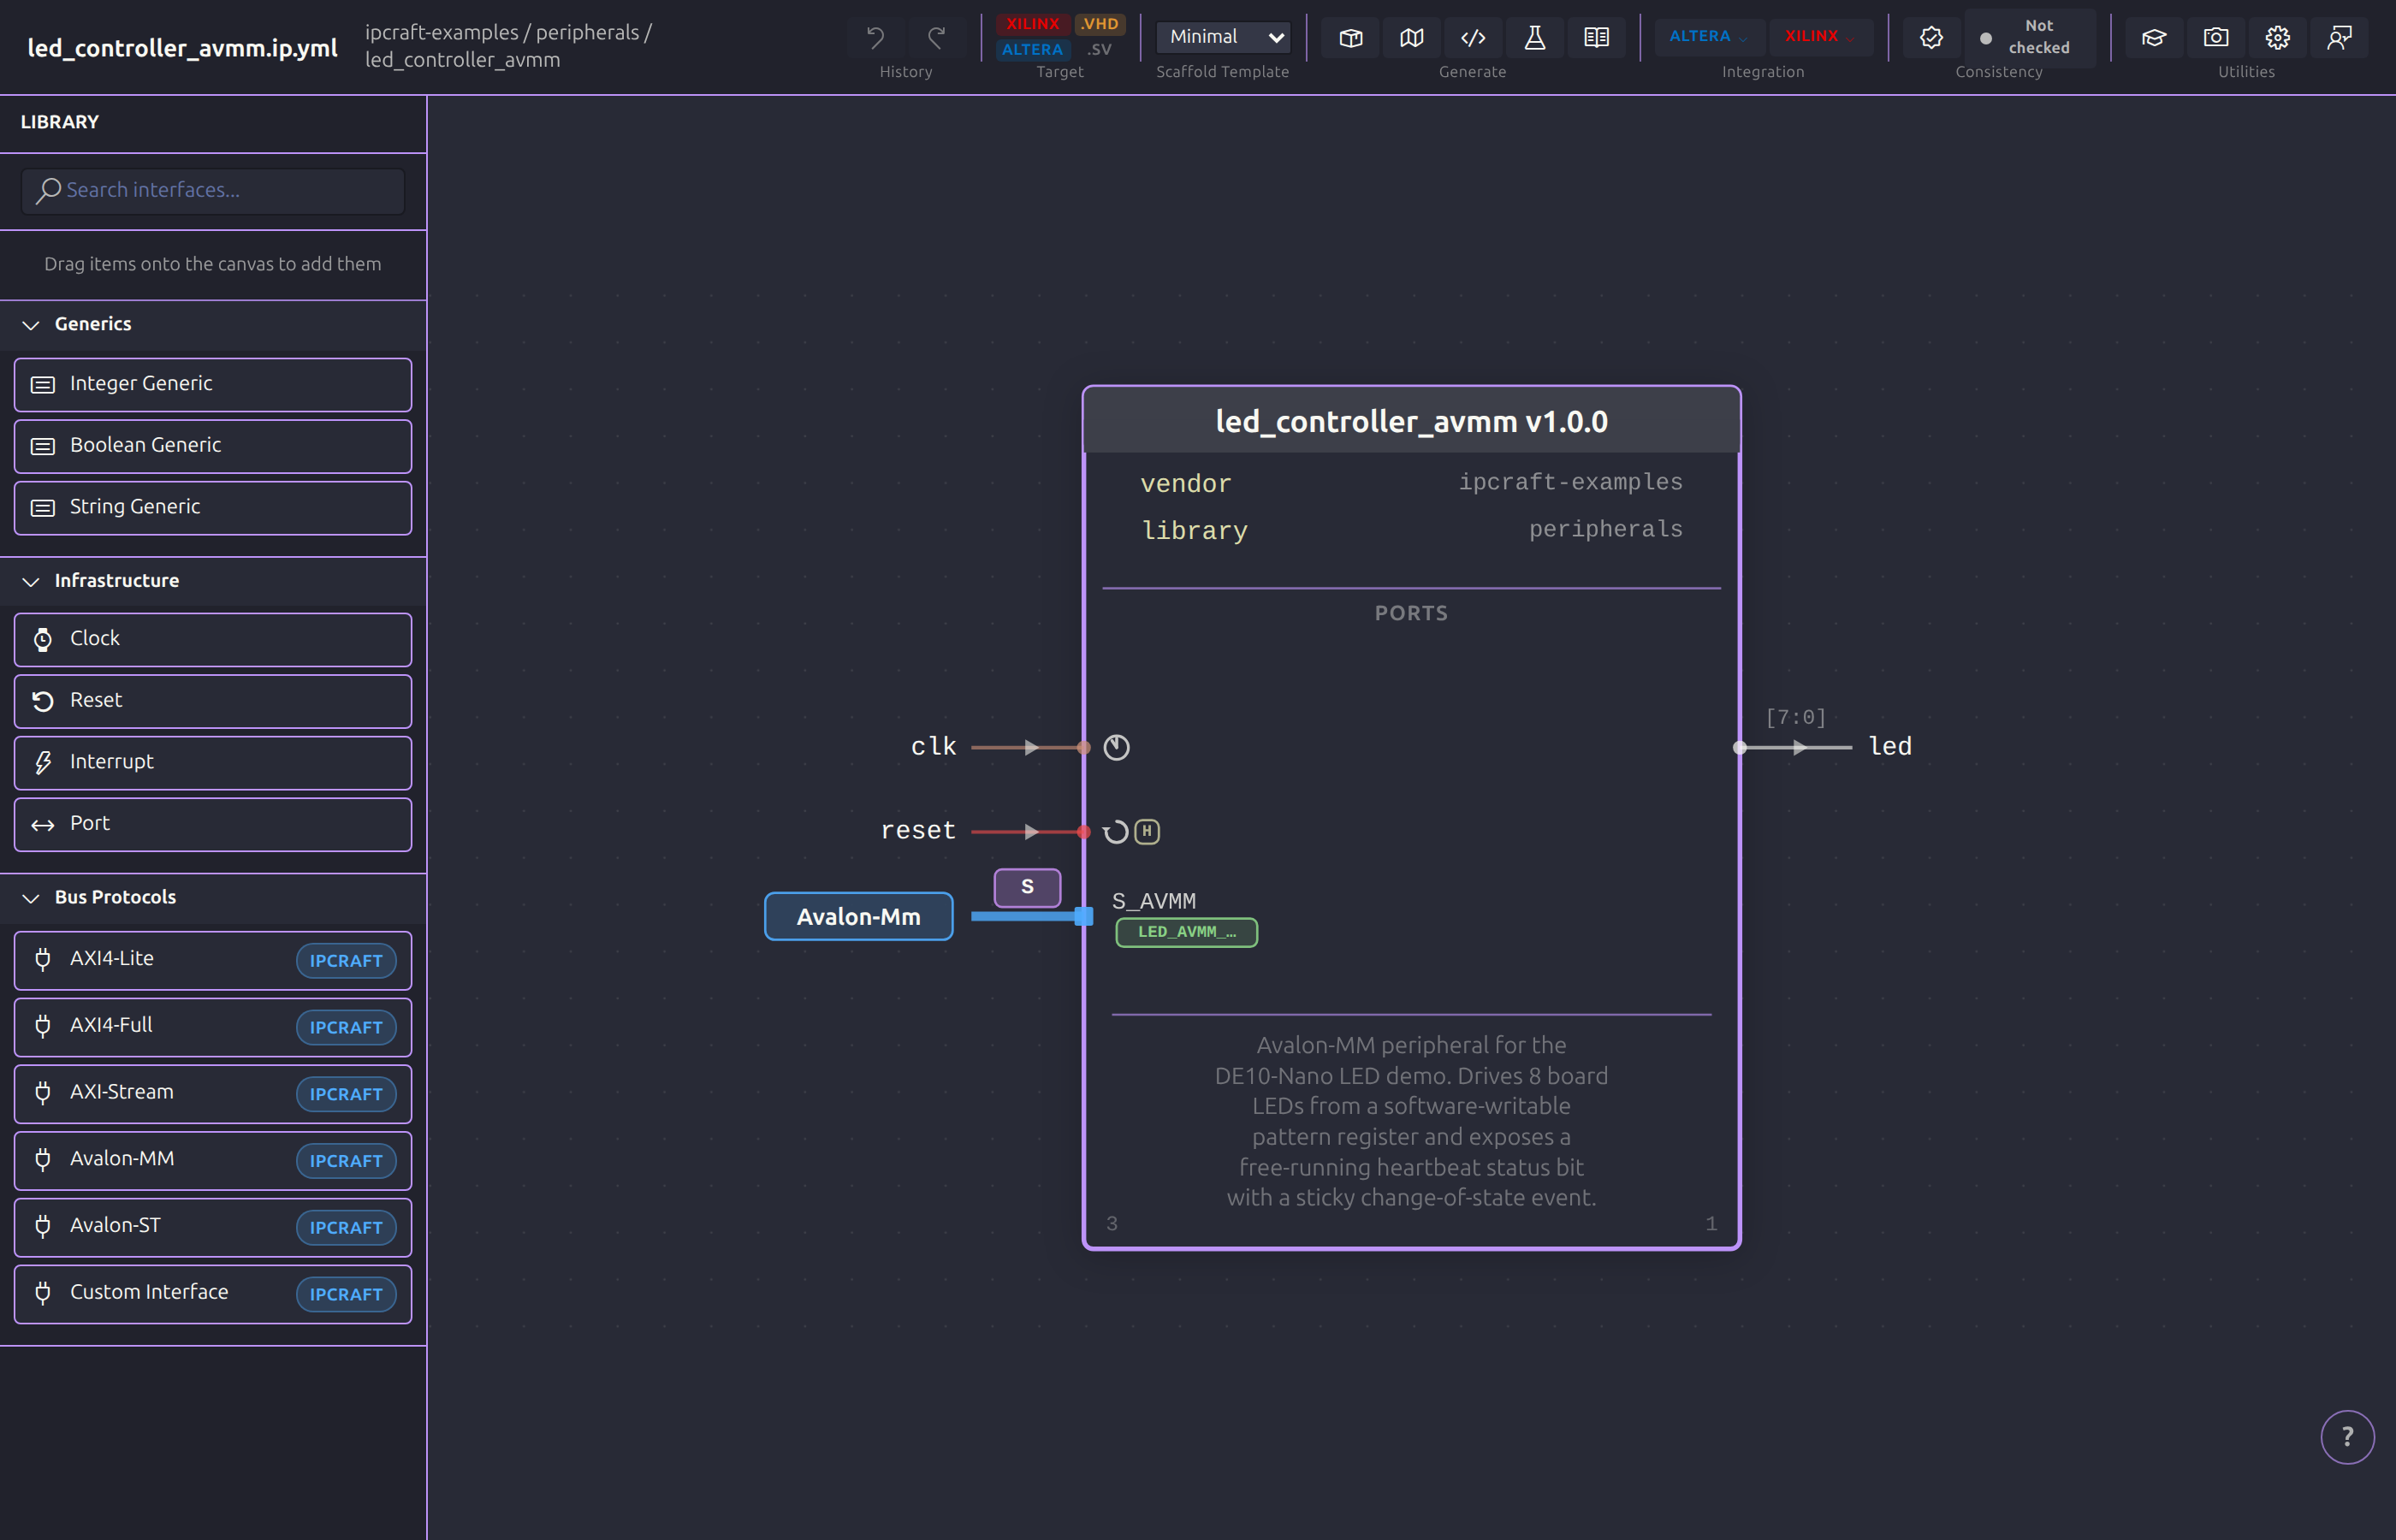 led_controller_avmm.ip.yml
ipcraft-examples / peripherals /
led_controller_avmm
History
XILINX .VHD
ALTERA .SV
Target
Minimal
Scaffold Template
Generate
ALTERA XILINX
Integration
Not
checked
Consistency
Utilities
LIBRARY
Search interfaces...
Drag items onto the canvas to add them
Generics
Integer Generic
Boolean Generic
String Generic
Infrastructure
Clock
Reset
Interrupt
Port
Bus Protocols
AXI4-Lite IPCRAFT
AXI4-Full IPCRAFT
AXI-Stream IPCRAFT
Avalon-MM IPCRAFT
Avalon-ST IPCRAFT
Custom Interface IPCRAFT
led_controller_avmm v1.0.0
vendor ipcraft-examples
library peripherals
PORTS
clk
[7:0]
led
reset
H
S
Avalon-Mm
S_AVMM
LED_AVMM_…
Avalon-MM peripheral for the
DE10-Nano LED demo. Drives 8 board
LEDs from a software-writable
pattern register and exposes a
free-running heartbeat status bit
with a sticky change-of-state event.
3 1
?